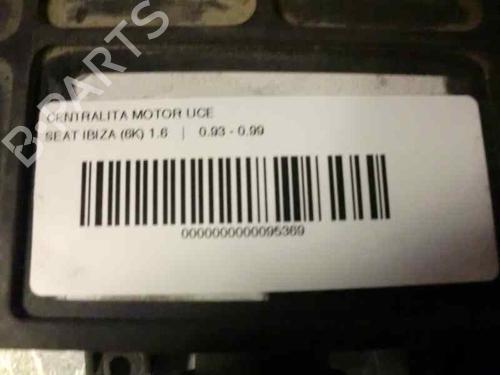 CENTRALITA MOTOR UCE
SEAT IBIZA (6K) 1.6 | 0.93 - 0.99
0000000000095369
B-PARTS